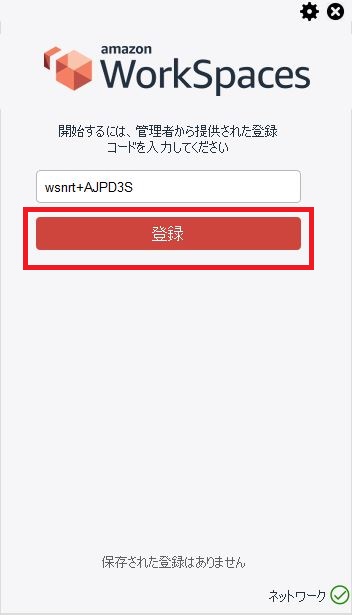 amazon
WorkSpaces
開始するには、管理者から提供された登録
コードを入力してください
wsnrt+AJPD3S
登録
保存された登録はありません
ネットワーク